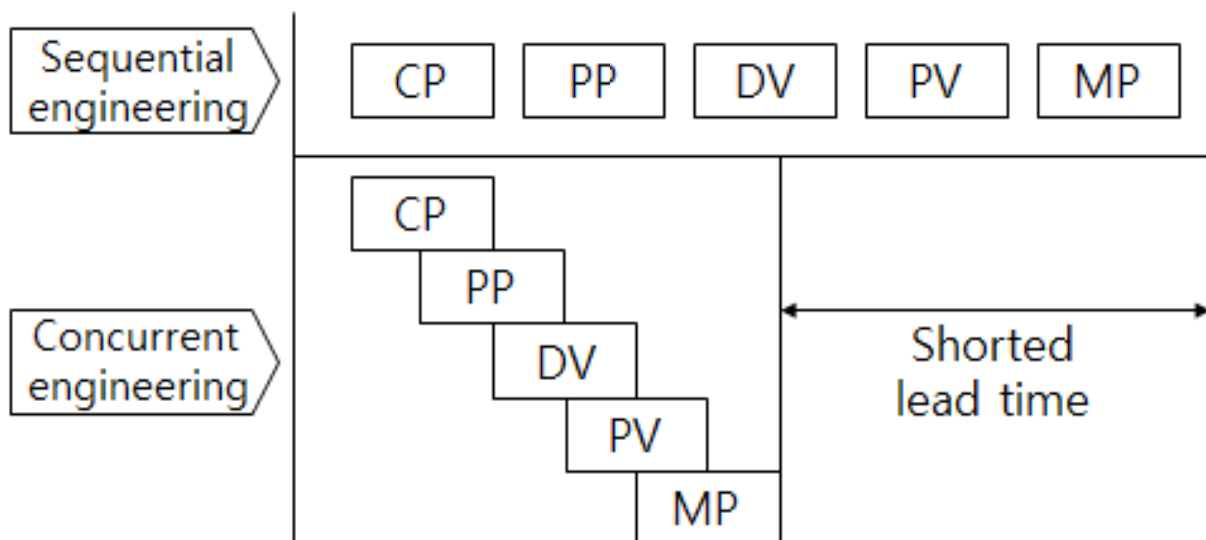 Sequential
engineering
CP PP DV PV MP
CP
PP
DV
PV
MP
Concurrent
engineering
Shorted
lead time